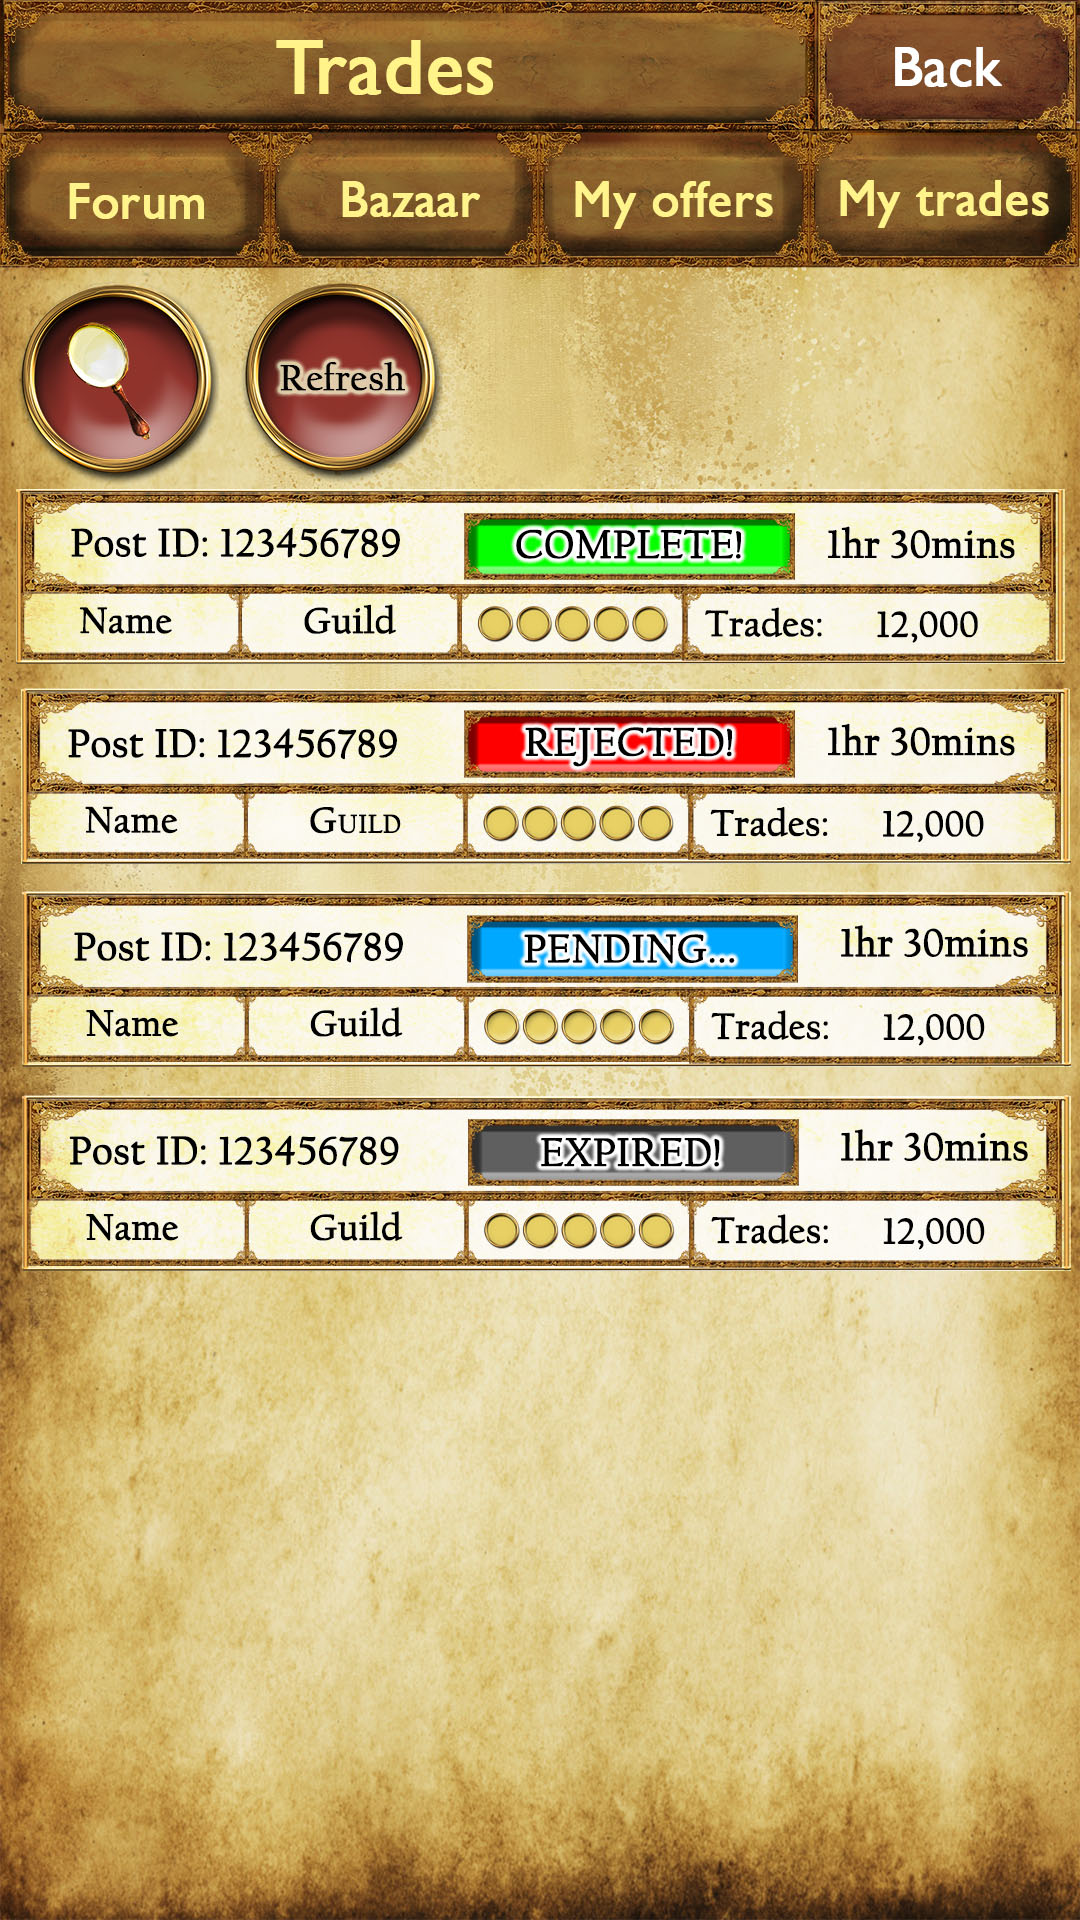 Trades Back
Forum Bazaar My offers My trades
Refresh
Post ID: 123456789 COMPLETE! 1hr 30mins
Name Guild Trades: 12,000
Post ID: 123456789 REJECTED! 1hr 30mins
Name GUILD Trades: 12,000
Post ID: 123456789 PENDING... 1hr 30mins
Name Guild Trades: 12,000
Post ID: 123456789 EXPIRED! 1hr 30mins
Name Guild Trades: 12,000